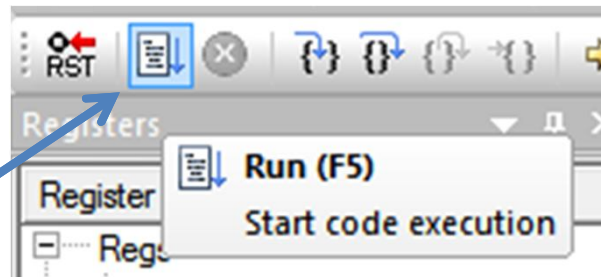 RST
Registers
Run (F5)
Start code execution
Register
Regs